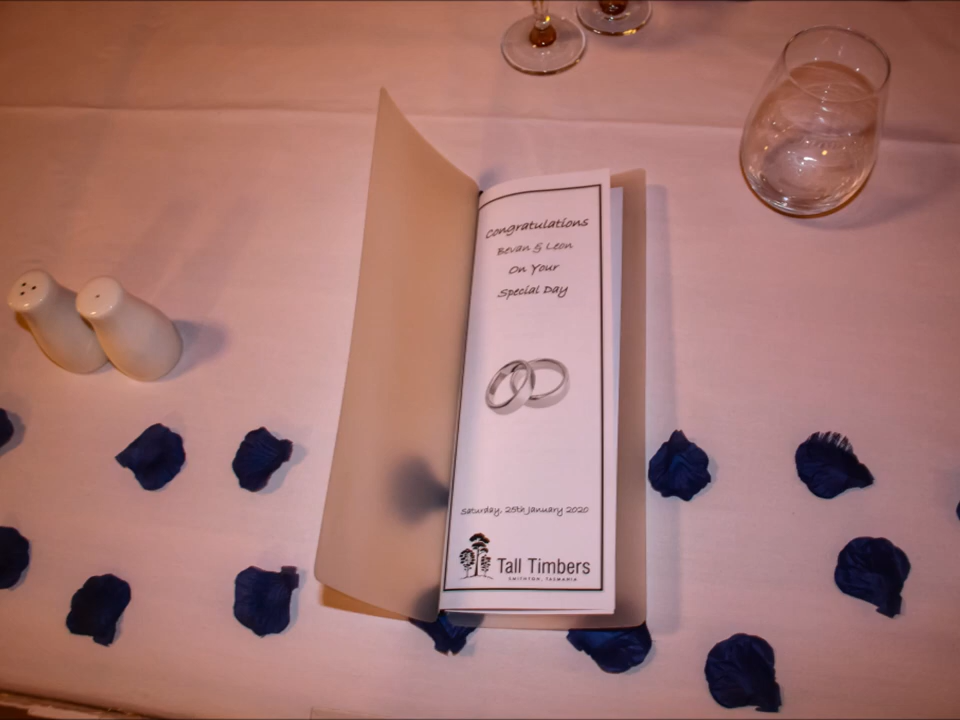 Congratulations
Bevan & Leon
On Your
Special Day
Saturday, 25th January 2020
Tall Timbers
SMITHTON, TASMANIA